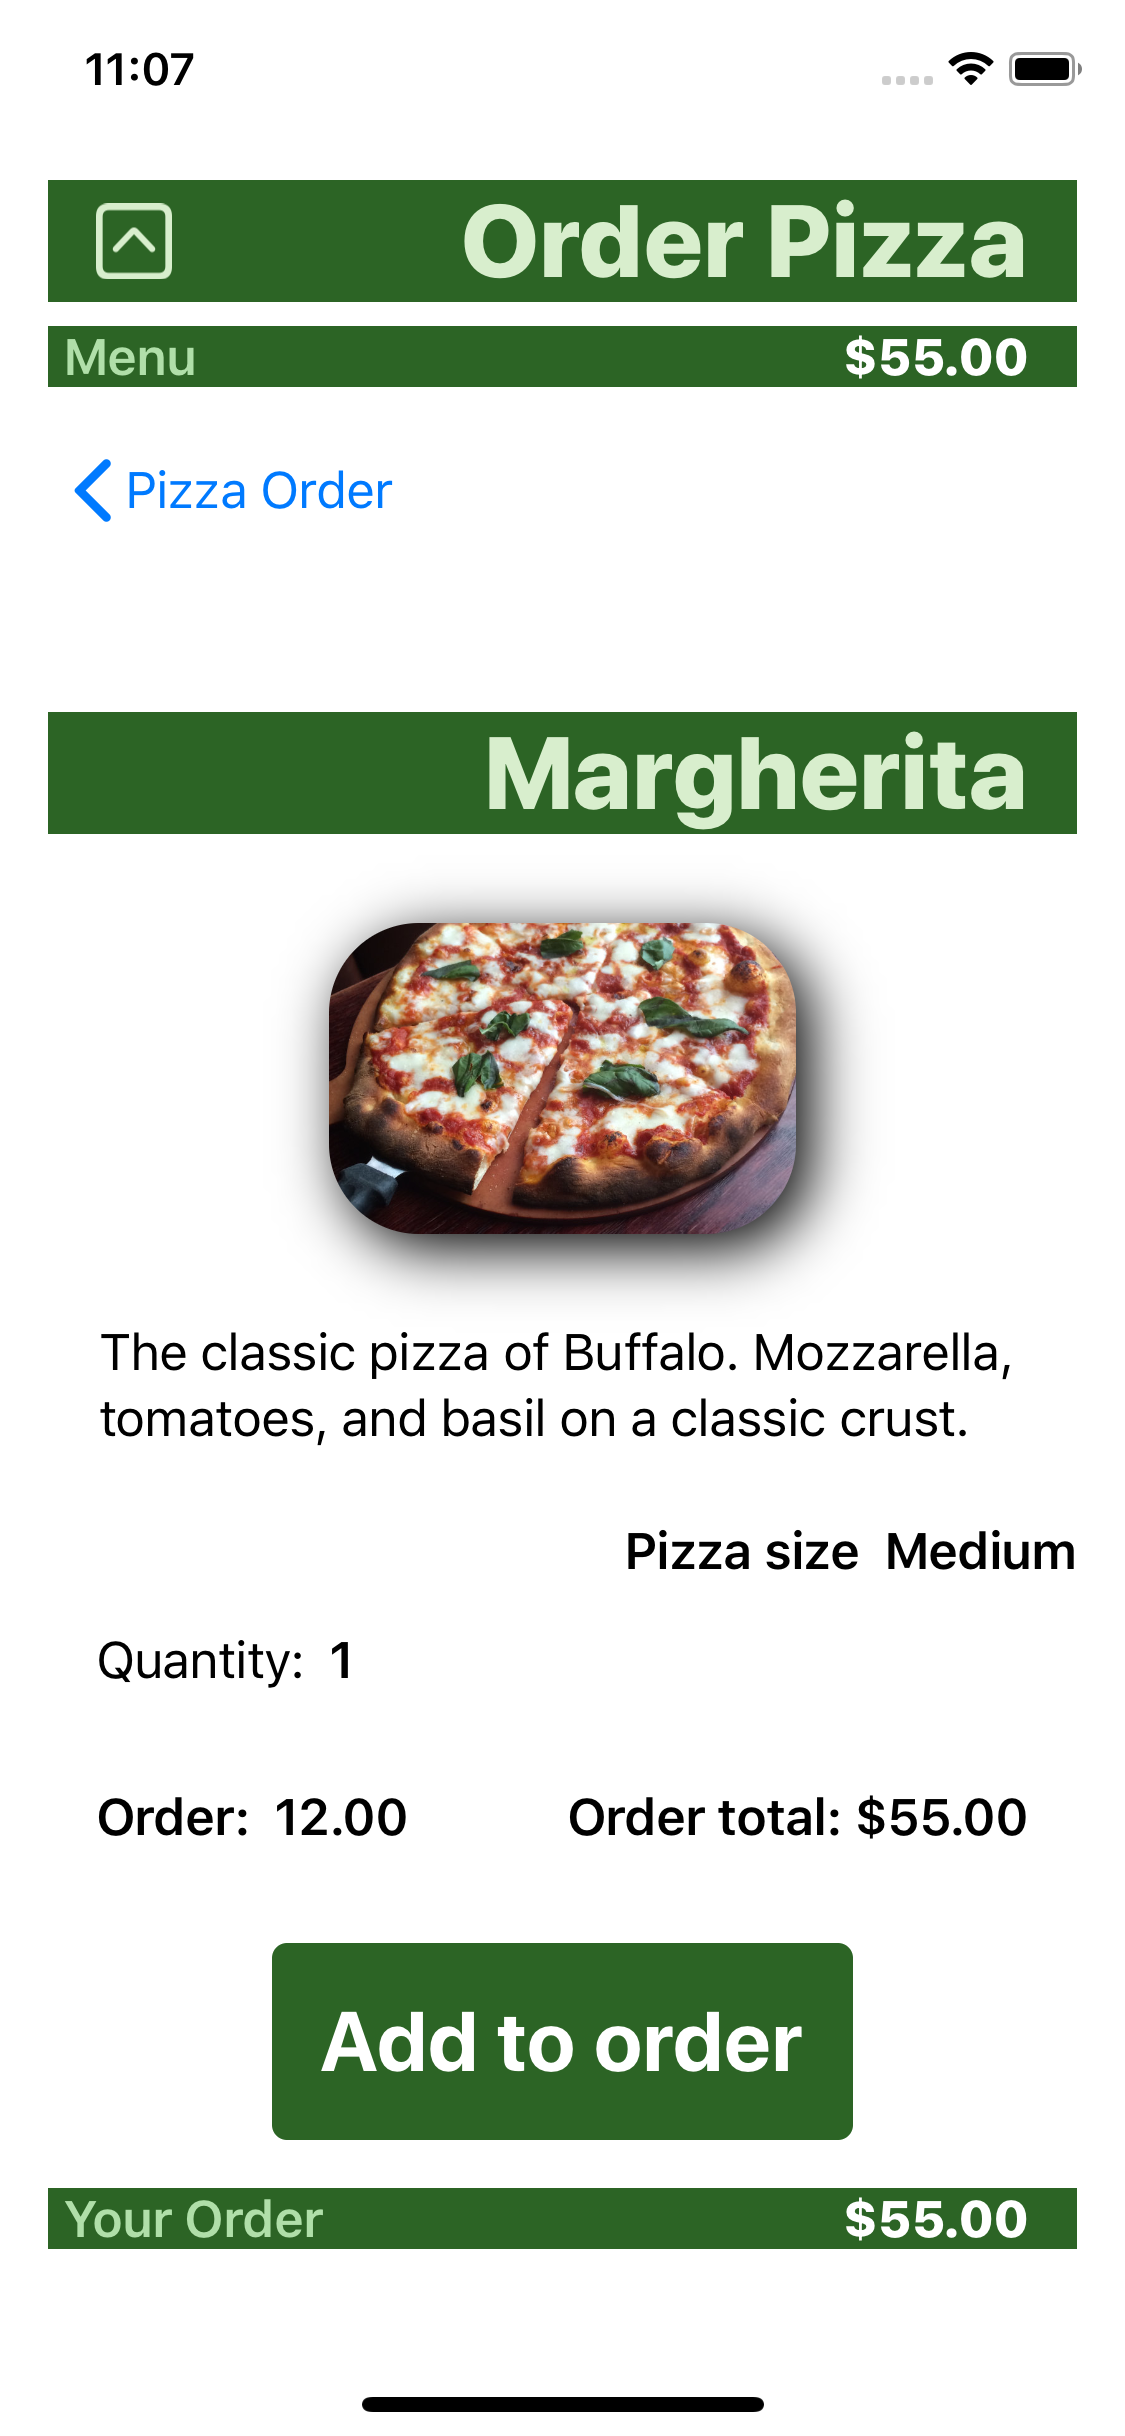 11:07
Order Pizza
Menu $55.00
Pizza Order
Margherita
The classic pizza of Buffalo. Mozzarella,
tomatoes, and basil on a classic crust.
Pizza size Medium
Quantity: 1
Order: 12.00 Order total: $55.00
Add to order
Your Order $55.00